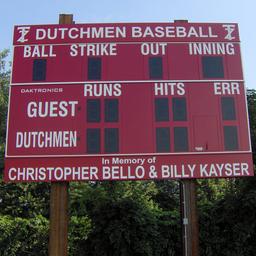 DUTCHMEN BASEBALL
BALL STRIKE OUT INNING
DAKTRONICS RUNS HITS ERR
GUEST
DUTCHMEN
In Memory of
CHRISTOPHER BELLO & BILLY KAYSER